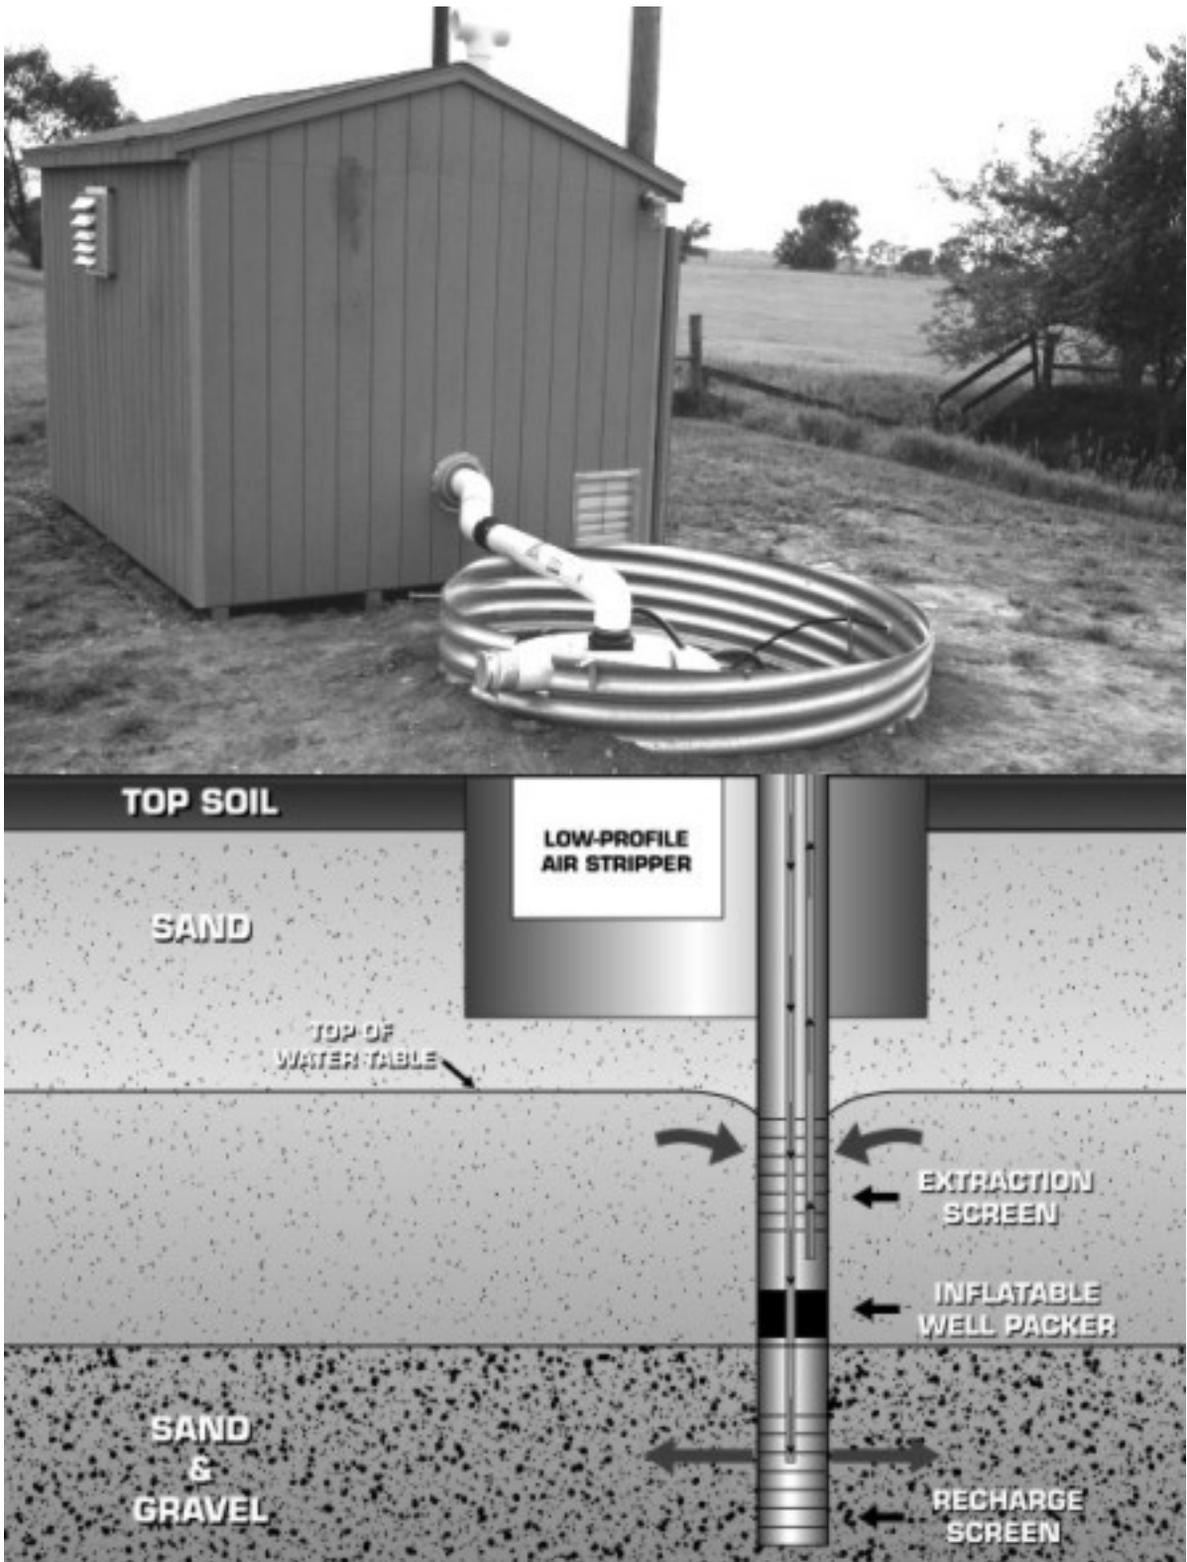 TOP SOIL
LOW-PROFILE
AIR STRIPPER
SAND
TOP OF
WATER TABLE
EXTRACTION
SCREEN
INFLATABLE
WELL PACKER
SAND
&
GRAVEL
RECHARGE
SCREEN